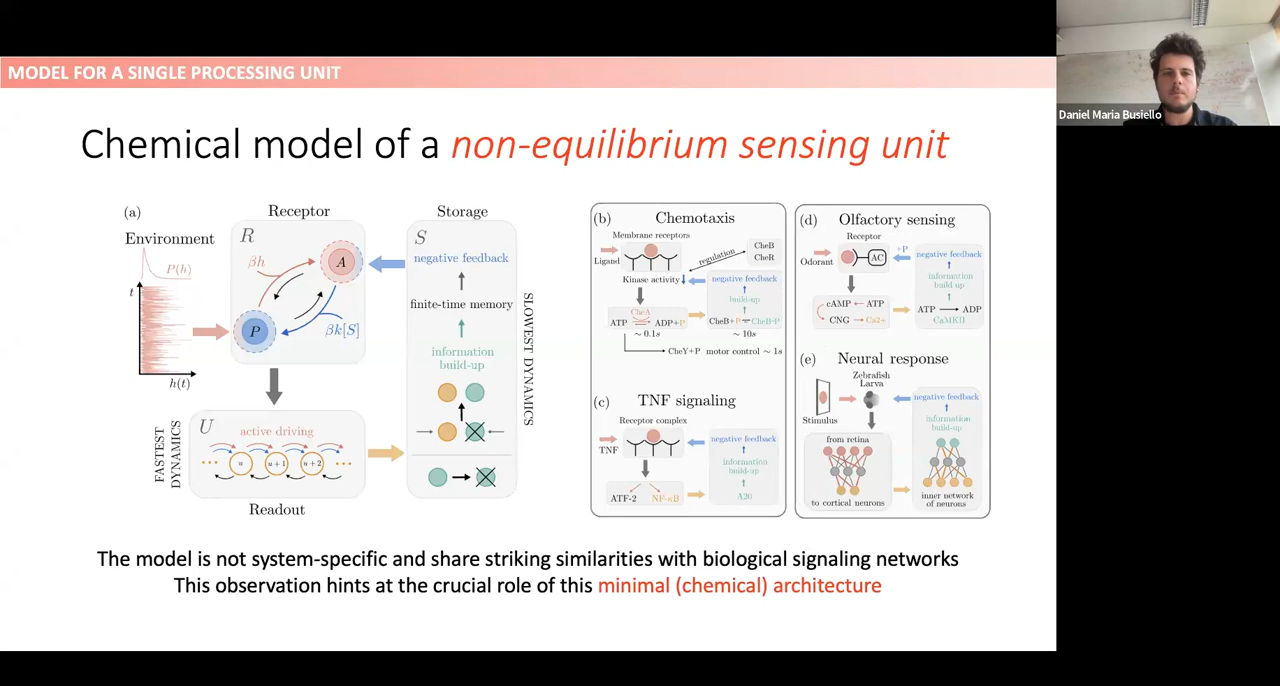 MODEL FOR A SINGLE PROCESSING UNIT
Daniel Maria Busiello
Chemical model of a non-equilibrium sensing unit
(a)
Receptor
Storage
Environment
P(h)
t
h(t)
R
βh
A
P
βk[S]
S
negative feedback
finite-time memory
information
build-up
SLOWEST DYNAMICS
FASTEST
DYNAMICS
U
active driving
··· u u+1 u+2 ···
Readout
(b)
Chemotaxis
Membrane receptors
Ligand
regulation
CheB
CheR
Kinase activity
negative feedback
build-up
CheA
ATP ADP+P
CheB+P CheB-P
~ 0.1s
~ 10s
CheY+P motor control ~ 1s
(c)
TNF signaling
Receptor complex
TNF
negative feedback
information
build-up
ATF-2 NF-κB
A20
(d)
Olfactory sensing
Receptor
+P
Odorant
AC
negative feedback
information
build up
cAMP ATP
CNG Ca2+
ATP ADP
CaMKII
(e)
Neural response
Zebrafish
Larva
Stimulus
negative feedback
information
build-up
from retina
to cortical neurons
inner network
of neurons
The model is not system-specific and share striking similarities with biological signaling networks
This observation hints at the crucial role of this minimal (chemical) architecture